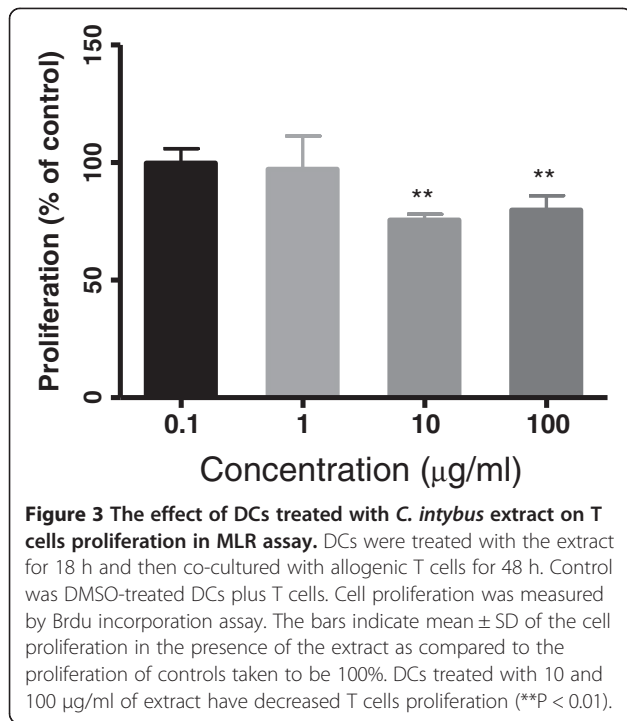 150
100
50
0
Proliferation (% of control)
**
**
0.1 1 10 100
Concentration (μg/ml)
Figure 3 The effect of DCs treated with C. intybus extract on T
cells proliferation in MLR assay. DCs were treated with the extract
for 18 h and then co-cultured with allogenic T cells for 48 h. Control
was DMSO-treated DCs plus T cells. Cell proliferation was measured
by Brdu incorporation assay. The bars indicate mean ± SD of the cell
proliferation in the presence of the extract as compared to the
proliferation of controls taken to be 100%. DCs treated with 10 and
100 μg/ml of extract have decreased T cells proliferation (**P < 0.01).